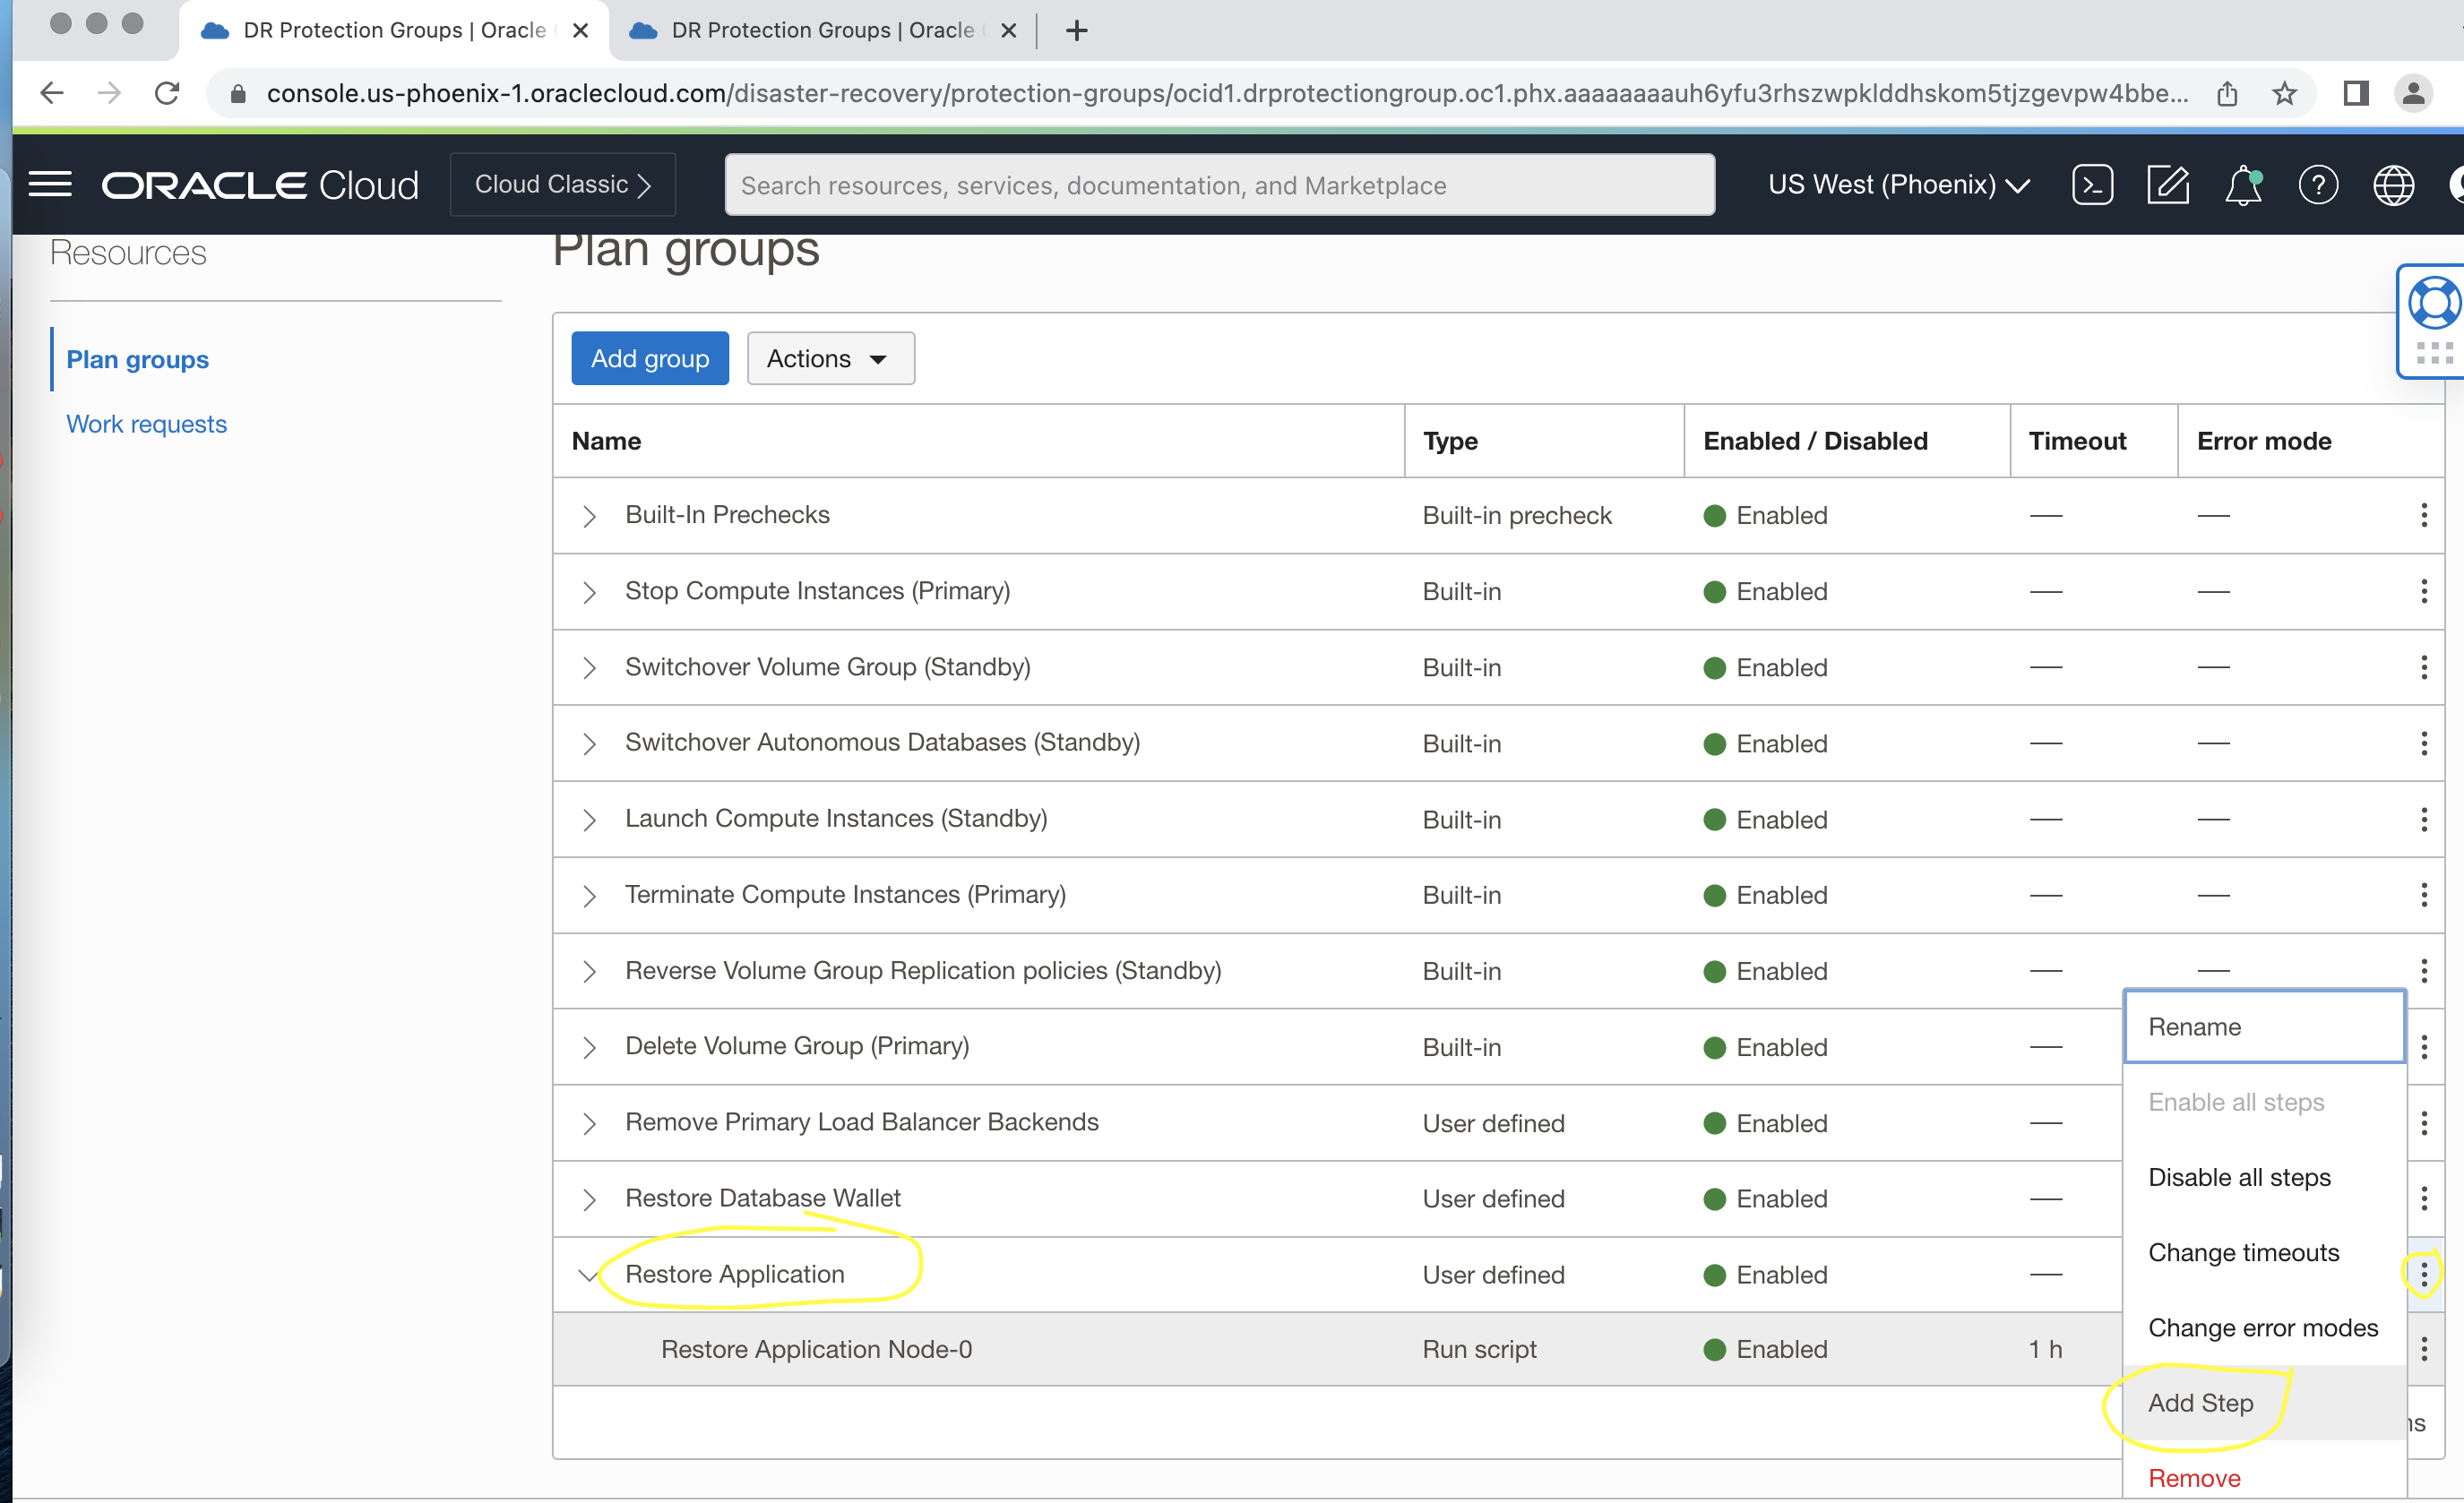 DR Protection Groups | Oracle
DR Protection Groups | Oracle
console.us-phoenix-1.oraclecloud.com/disaster-recovery/protection-groups/ocid1.drprotectiongroup.oc1.phx.aaaaaaaauh6yfu3rhszwpklddhskom5tjzgevpw4bbe...
ORACLE Cloud
Cloud Classic
Search resources, services, documentation, and Marketplace
US West (Phoenix)
Resources
Plan groups
Work requests
Plan groups
Add group
Actions
Name Type Enabled / Disabled Timeout Error mode
Built-In Prechecks Built-in precheck Enabled — —
Stop Compute Instances (Primary) Built-in Enabled — —
Switchover Volume Group (Standby) Built-in Enabled — —
Switchover Autonomous Databases (Standby) Built-in Enabled — —
Launch Compute Instances (Standby) Built-in Enabled — —
Terminate Compute Instances (Primary) Built-in Enabled — —
Reverse Volume Group Replication policies (Standby) Built-in Enabled — —
Delete Volume Group (Primary) Built-in Enabled —
Remove Primary Load Balancer Backends User defined Enabled —
Restore Database Wallet User defined Enabled —
Restore Application User defined Enabled —
Restore Application Node-0 Run script Enabled 1 h
Rename
Enable all steps
Disable all steps
Change timeouts
Change error modes
Add Step
Remove